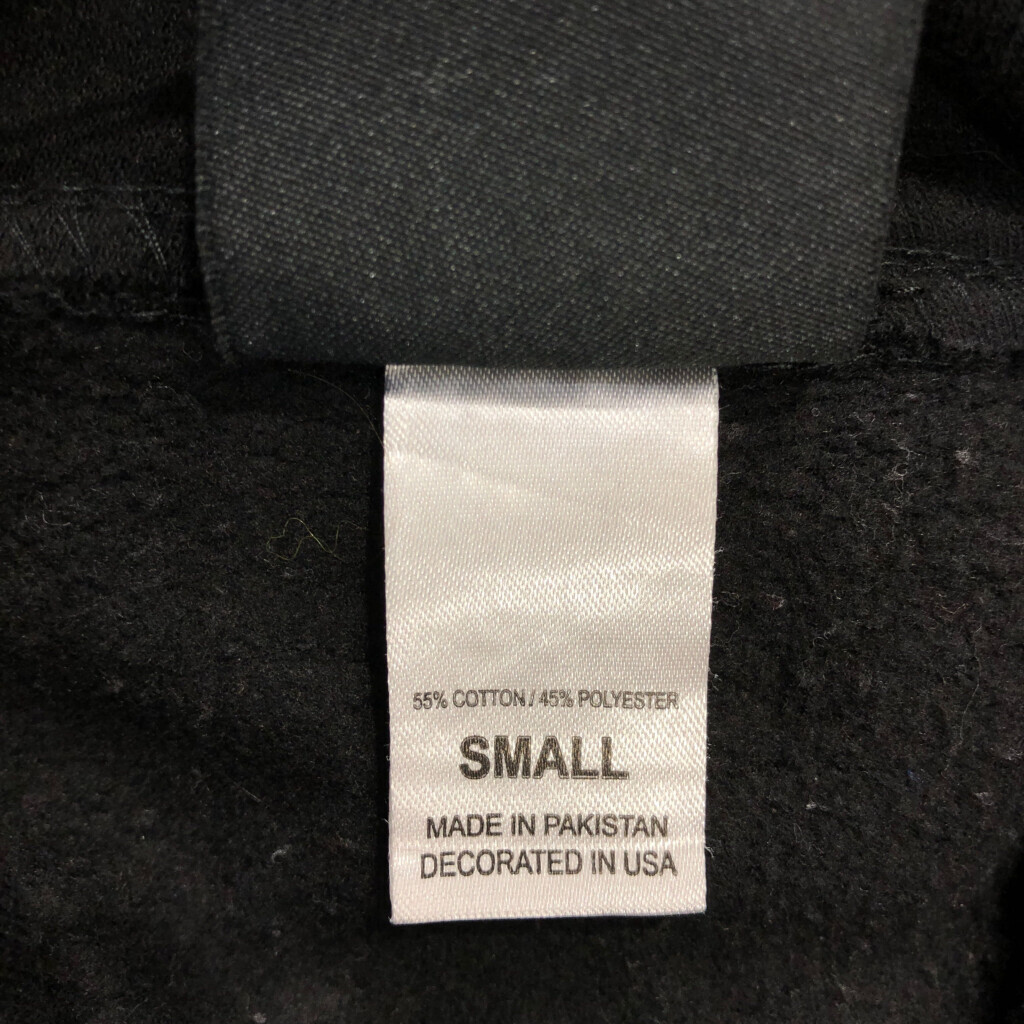 55% COTTON / 45% POLYESTER
SMALL
MADE IN PAKISTAN
DECORATED IN USA